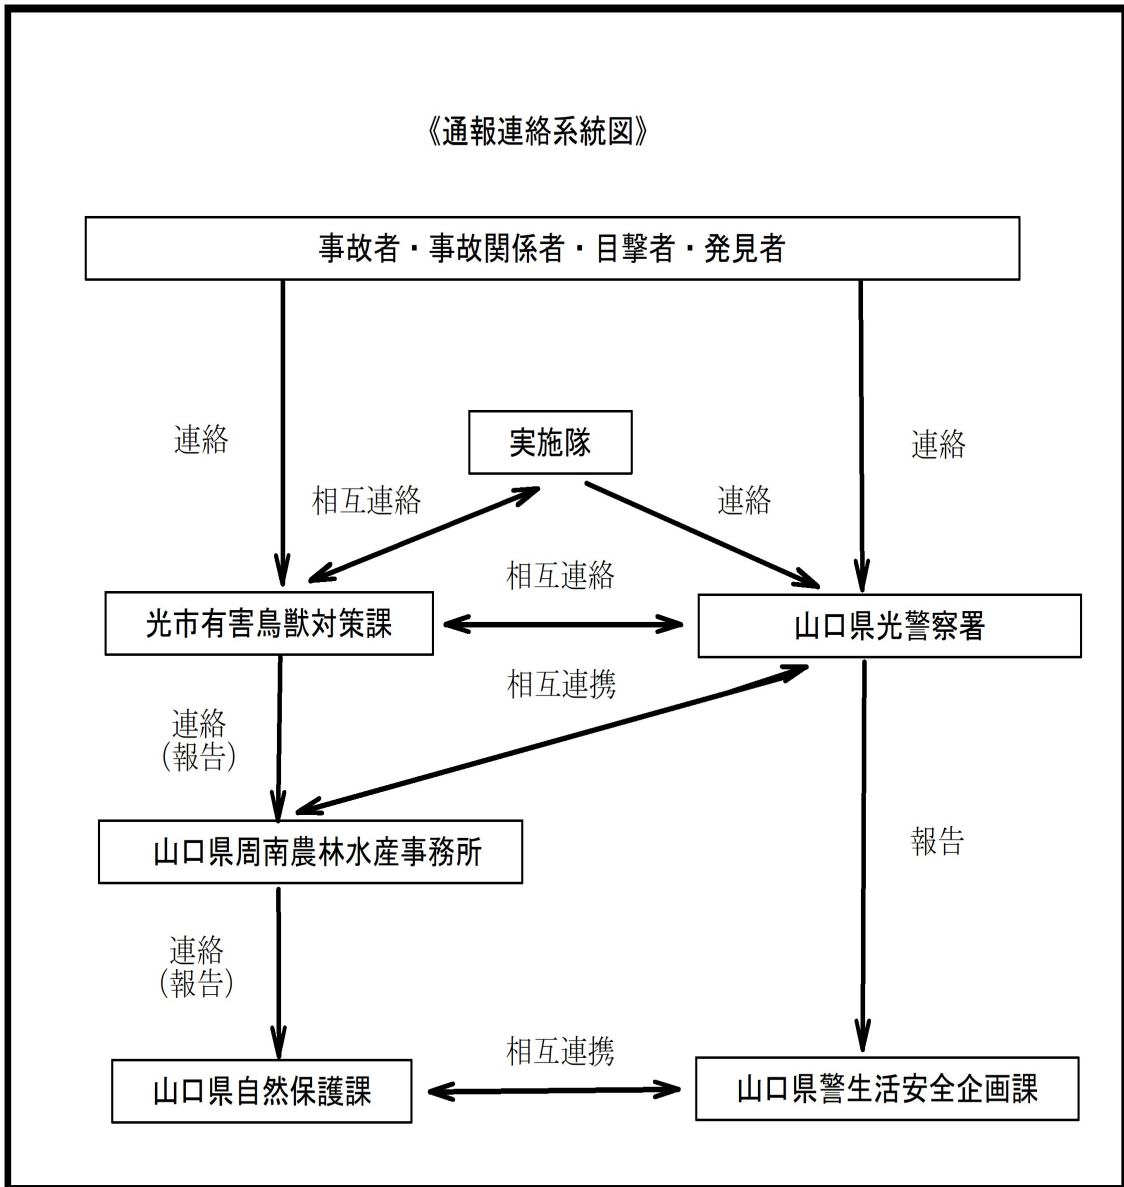 《通報連絡系統図》
事故者・事故関係者・目撃者・発見者
連絡
実施隊
連絡
相互連絡
連絡
相互連絡
光市有害鳥獣対策課
山口県光警察署
相互連携
連絡
(報告)
山口県周南農林水産事務所
報告
連絡
(報告)
相互連携
山口県自然保護課
山口県警生活安全企画課